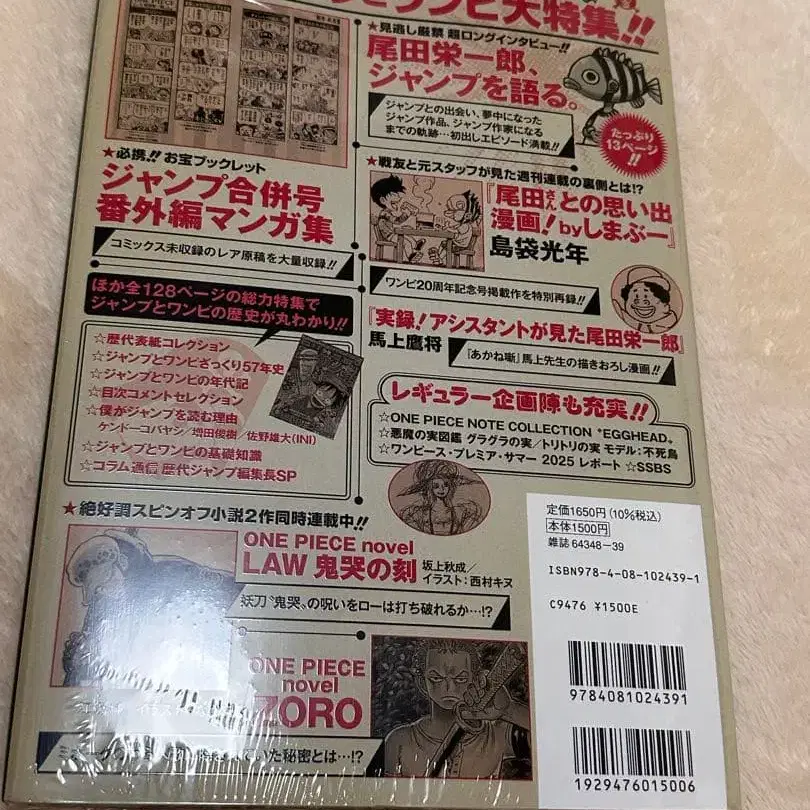 ワンピ大特集!!
★見逃し厳禁 超ロングインタビュー!!
尾田栄一郎、
ジャンプを語る。
ジャンプとの出会い、夢中になった
ジャンプ作品、ジャンプ作家になる
までの軌跡…初出しエピソード満載!!
たっぷり
13ページ!!
★必携!! お宝ブックレット
ジャンプ合併号
番外編マンガ集
コミックス未収録のレア原稿を大量収録!!
★戦友と元スタッフが見た週刊連載の裏側とは!?
『尾田さんとの思い出
漫画!byしまぶー』
島袋光年
ワンピ20周年記念号掲載作を特別再録!!
『実録!アシスタントが見た尾田栄一郎』
馬上鷹将
『あかね噺』馬上先生の描きおろし漫画!!
ほか全128ページの総力特集で
ジャンプとワンピの歴史が丸わかり!!
☆歴代表紙コレクション
☆ジャンプとワンピざっくり57年史
☆ジャンプとワンピの年代記
☆目次コメントセレクション
☆僕がジャンプを読む理由
ケンドーコバヤシ/増田俊樹/佐野雄大(INI)
☆ジャンプとワンピの基礎知識
☆コラム通信 歴代ジャンプ編集長SP
レギュラー企画陣も充実!!
☆ONE PIECE NOTE COLLECTION "EGGHEAD"
☆悪魔の実図鑑 グラグラの実/トリトリの実 モデル:不死鳥
☆ワンピース・プレミア・サマー 2025 レポート ☆SSBS
★絶好調スピンオフ小説2作同時連載中!!
ONE PIECE novel
LAW 鬼哭の刻
坂上秋成/
イラスト:西村キヌ
妖刀〝鬼哭〟の呪いをローは打ち破れるか…!?
ONE PIECE
novel
ZORO
イラスト
ていた秘密とは…!?
定価1650円(10%税込)
本体1500円
雑誌 64348-39
ISBN978-4-08-102439-1
C9476 ¥1500E
9784081024391
1929476015006